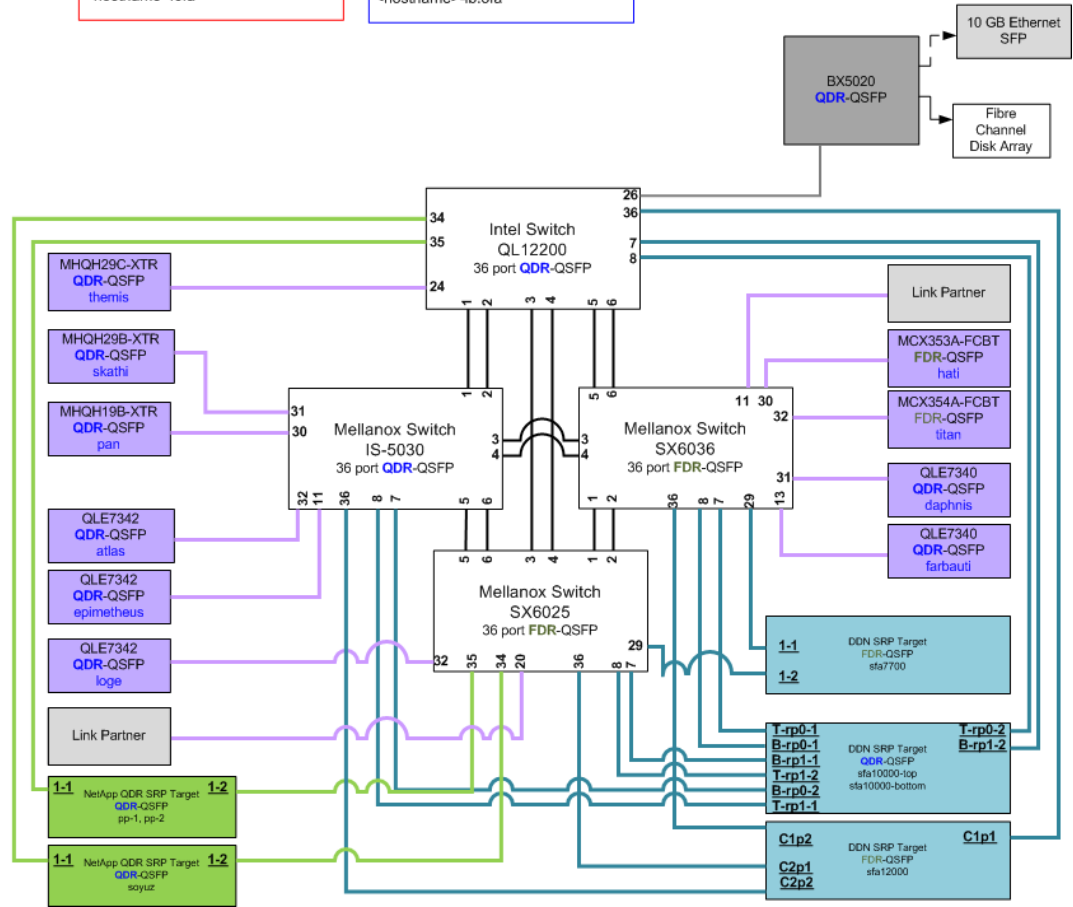 10 GB Ethernet
SFP
BX5020
QDR-QSFP
Fibre
Channel
Disk Array
26
34
36
Intel Switch
QL12200
36 port QDR-QSFP
35
7
8
24
1 2 3 4 5 6
MHQH29C-XTR
QDR-QSFP
themis
Link Partner
MHQH29B-XTR
QDR-QSFP
skathi
MCX353A-FCBT
FDR-QSFP
hati
MHQH19B-XTR
QDR-QSFP
pan
MCX354A-FCBT
FDR-QSFP
titan
1 2
31
30
Mellanox Switch
IS-5030
36 port QDR-QSFP
3
4
32 11 36 8 7 5 6
5 6
11 30
32
3
4
Mellanox Switch
SX6036
36 port FDR-QSFP
31
1 2 36 8 7 29 13
QLE7340
QDR-QSFP
daphnis
QLE7342
QDR-QSFP
atlas
QLE7340
QDR-QSFP
farbauti
QLE7342
QDR-QSFP
epimetheus
5 6 3 4 1 2
Mellanox Switch
SX6025
36 port FDR-QSFP
29
32 35 34 20 36 8 7
QLE7342
QDR-QSFP
loge
1-1
1-2
DDN SRP Target
FDR-QSFP
sfa7700
Link Partner
T-rp0-1
B-rp0-1
B-rp1-1
T-rp1-2
B-rp0-2
T-rp1-1
DDN SRP Target
QDR-QSFP
sfa10000-top
sfa10000-bottom
T-rp0-2
B-rp1-2
1-1
NetApp QDR SRP Target
QDR-QSFP
pp-1, pp-2
1-2
1-1
NetApp QDR SRP Target
QDR-QSFP
soyuz
1-2
C1p2
C2p1
C2p2
DDN SRP Target
FDR-QSFP
sfa12000
C1p1